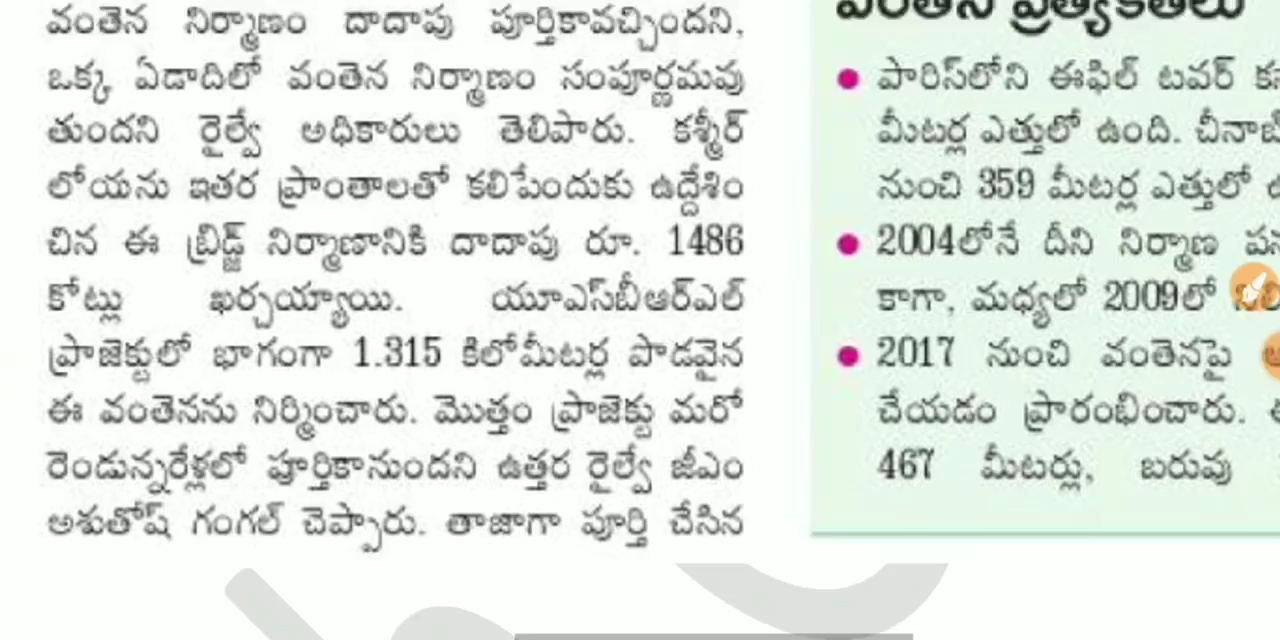 వంతెన నిర్మాణం దాదాపు పూర్తికావచ్చిందని,
ఒక్క ఏడాదిలో వంతెన నిర్మాణం సంపూర్ణమవు
తుందని రైల్వే అధికారులు తెలిపారు. కశ్మీర్
లోయను ఇతర ప్రాంతాలతో కలిపేందుకు ఉద్దేశిం
చిన ఈ బ్రిడ్జ్ నిర్మాణానికి దాదాపు రూ. 1486
కోట్లు ఖర్చయ్యాయి. యూఎస్‌బీఆర్‌ఎల్
ప్రాజెక్టులో భాగంగా 1.315 కిలోమీటర్ల పొడవైన
ఈ వంతెనను నిర్మించారు. మొత్తం ప్రాజెక్టు మరో
రెండున్నరేళ్లలో పూర్తికానుందని ఉత్తర రైల్వే జీఎం
అశుతోష్ గంగల్ చెప్పారు. తాజాగా పూర్తి చేసిన
వంతెన ప్రత్యేకతలు
• పారిస్‌లోని ఈఫిల్ టవర్
మీటర్ల ఎత్తులో ఉంది.
నుంచి 359 మీటర్ల ఎత్తులో
• 2004లోనే దీని నిర్మాణ
కాగా, మధ్యలో 2009లో
• 2017 నుంచి వంతెనపై
చేయడం ప్రారంభించారు.
467 మీటర్లు, బరువు